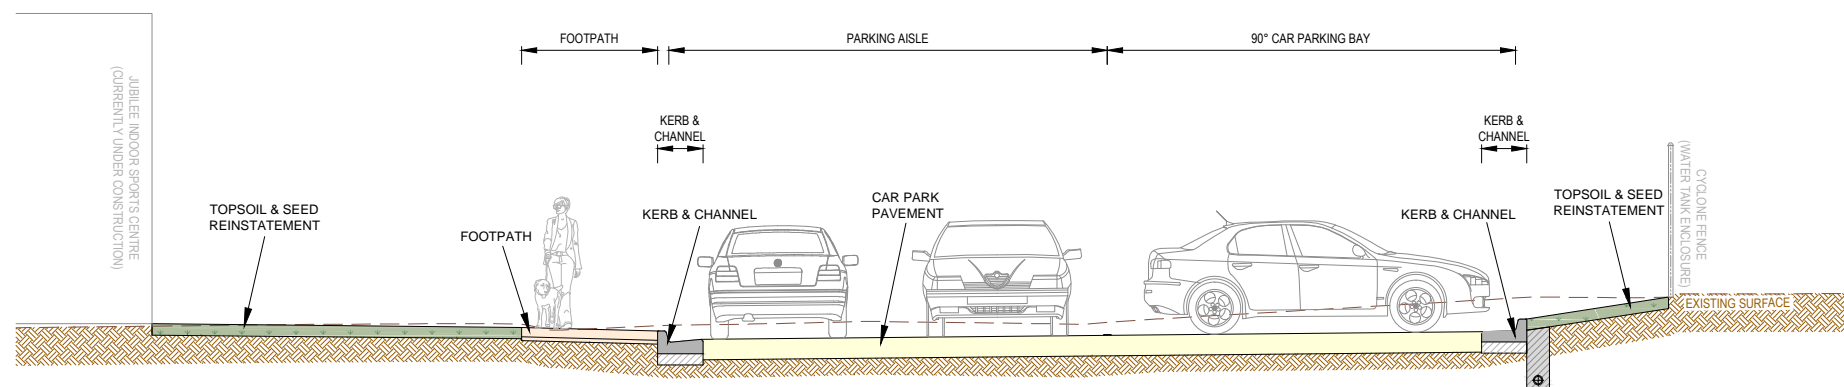 FOOTPATH
PARKING AISLE
90° CAR PARKING BAY
KERB &
CHANNEL
KERB &
CHANNEL
JUBILEE INDOOR SPORTS CENTRE
(CURRENTLY UNDER CONSTRUCTION)
TOPSOIL & SEED
REINSTATEMENT
FOOTPATH
KERB & CHANNEL
CAR PARK
PAVEMENT
KERB & CHANNEL
TOPSOIL & SEED
REINSTATEMENT
CYCLONE FENCE
(WATER TANK ENCLOSURE)
EXISTING SURFACE